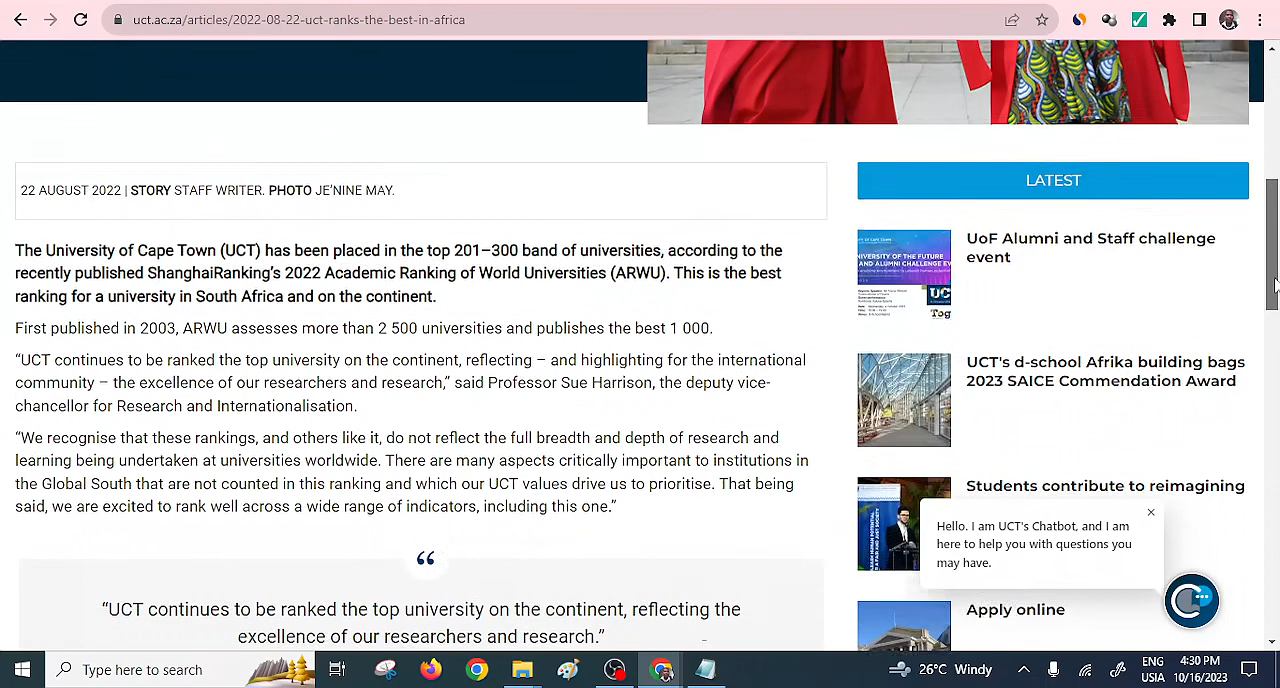 uct.ac.za/articles/2022-08-22-uct-ranks-the-best-in-africa
22 AUGUST 2022 | STORY STAFF WRITER. PHOTO JE'NINE MAY.
The University of Cape Town (UCT) has been placed in the top 201–300 band of universities, according to the
recently published ShanghaiRanking's 2022 Academic Ranking of World Universities (ARWU). This is the best
ranking for a university in South Africa and on the continent.
First published in 200 ARWU assesses more than 2 500 universities and publishes the best 1 000.
“UCT continues to be ranked the top university on the continent, reflecting – and highlighting for the international
community – the excellence of our researchers and research,” said Professor Sue Harrison, the deputy vice-
chancellor for Research and Internationalisation.
“We recognise that these rankings, and others like it, do not reflect the full breadth and depth of research and
learning being undertaken at universities worldwide. There are many aspects critically important to institutions in
the Global South that are not counted in this ranking and which our UCT values drive us to prioritise. That being
said, we are excited to rank well across a wide range of indicators, including this one.”
“
“UCT continues to be ranked the top university on the continent, reflecting the
excellence of our researchers and research.”
LATEST
UoF Alumni and Staff challenge
event
UCT's d-school Afrika building bags
2023 SAICE Commendation Award
Students contribute to reimagining
Hello. I am UCT's Chatbot, and I am
here to help you with questions you
may have.
Apply online
Type here to search
26°C Windy
ENG
USIA
4:30 PM
10/16/2023